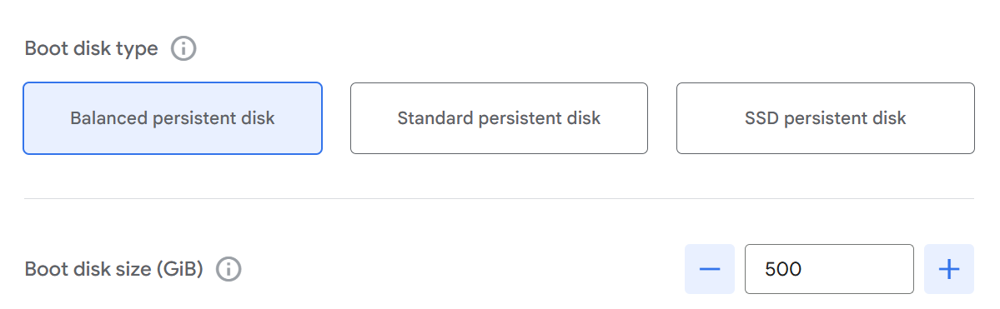 Boot disk type
Balanced persistent disk
Standard persistent disk
SSD persistent disk
Boot disk size (GiB)
500